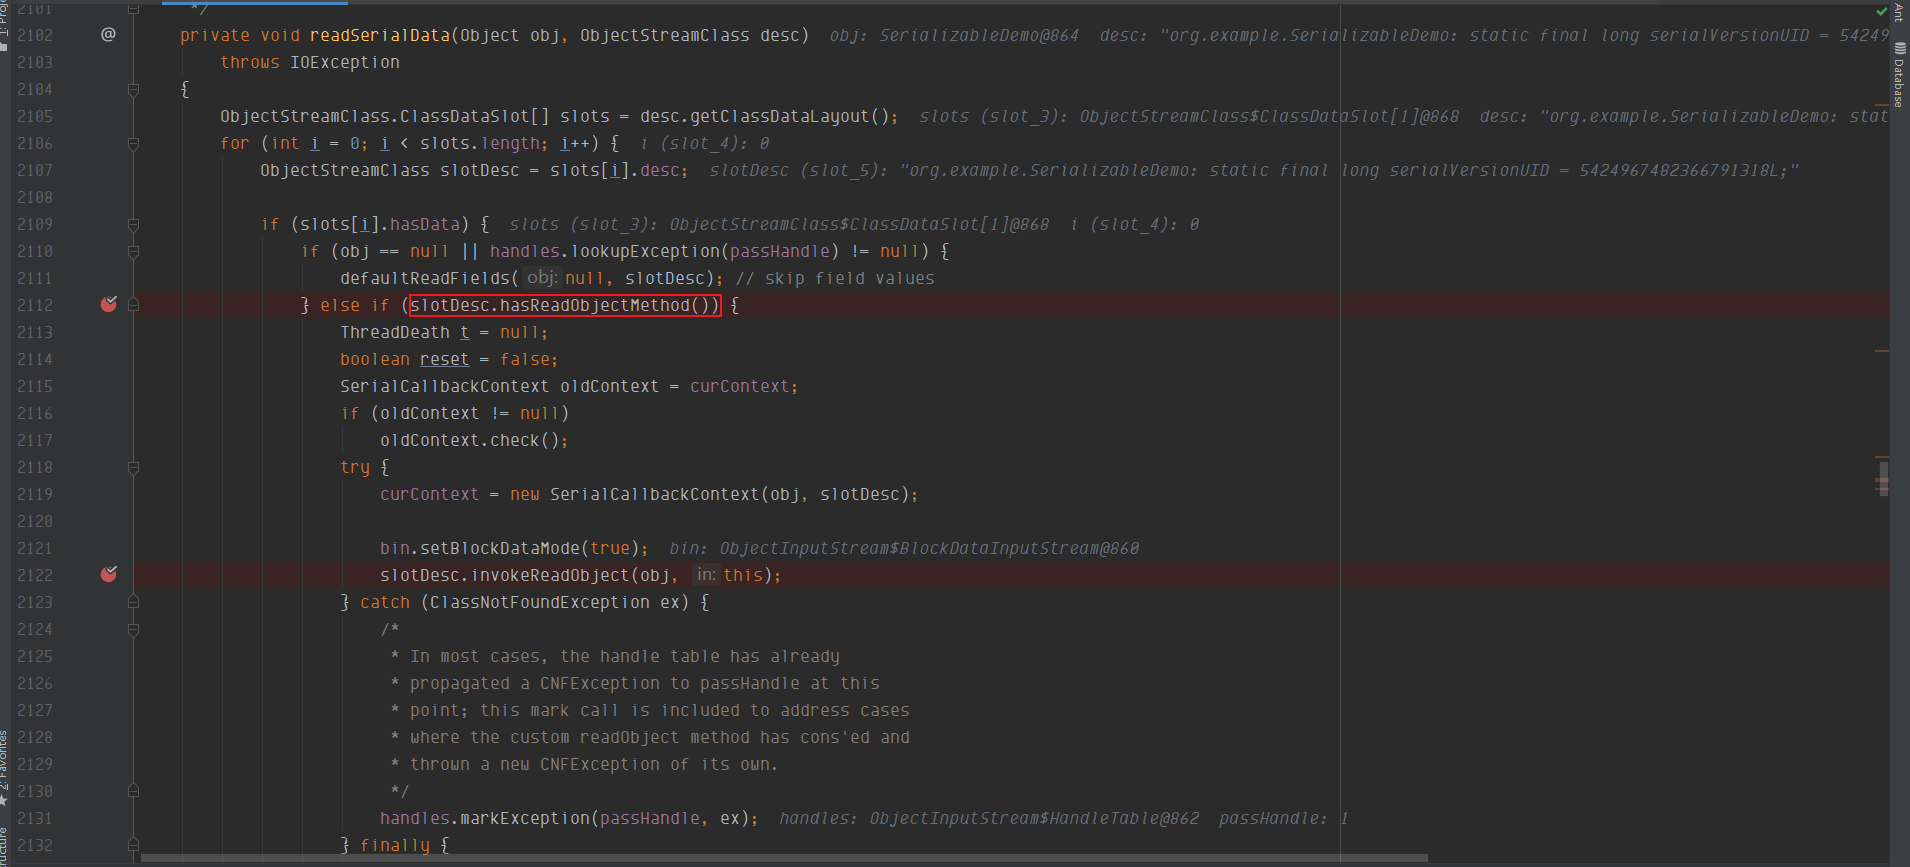 2101 */
2102 @ private void readSerialData(Object obj, ObjectStreamClass desc) obj: SerializableDemo@864 desc: "org.example.SerializableDemo: static final long serialVersionUID = 54249
2103 throws IOException
2104 {
2105 ObjectStreamClass.ClassDataSlot[] slots = desc.getClassDataLayout(); slots (slot_3): ObjectStreamClass$ClassDataSlot[1]@868 desc: "org.example.SerializableDemo: stat
2106 for (int i = 0; i < slots.length; i++) { i (slot_4): 0
2107 ObjectStreamClass slotDesc = slots[i].desc; slotDesc (slot_5): "org.example.SerializableDemo: static final long serialVersionUID = 5424967482366791318L;"
2108
2109 if (slots[i].hasData) { slots (slot_3): ObjectStreamClass$ClassDataSlot[1]@868 i (slot_4): 0
2110 if (obj == null || handles.lookupException(passHandle) != null) {
2111 defaultReadFields( obj: null, slotDesc); // skip field values
2112 } else if (slotDesc.hasReadObjectMethod()) {
2113 ThreadDeath t = null;
2114 boolean reset = false;
2115 SerialCallbackContext oldContext = curContext;
2116 if (oldContext != null)
2117 oldContext.check();
2118 try {
2119 curContext = new SerialCallbackContext(obj, slotDesc);
2120
2121 bin.setBlockDataMode(true); bin: ObjectInputStream$BlockDataInputStream@860
2122 slotDesc.invokeReadObject(obj, in: this);
2123 } catch (ClassNotFoundException ex) {
2124 /*
2125 * In most cases, the handle table has already
2126 * propagated a CNFException to passHandle at this
2127 * point; this mark call is included to address cases
2128 * where the custom readObject method has cons'ed and
2129 * thrown a new CNFException of its own.
2130 */
2131 handles.markException(passHandle, ex); handles: ObjectInputStream$HandleTable@862 passHandle: 1
2132 } finally {
1: Proje
2: Favorites
ructure
Ant
Database